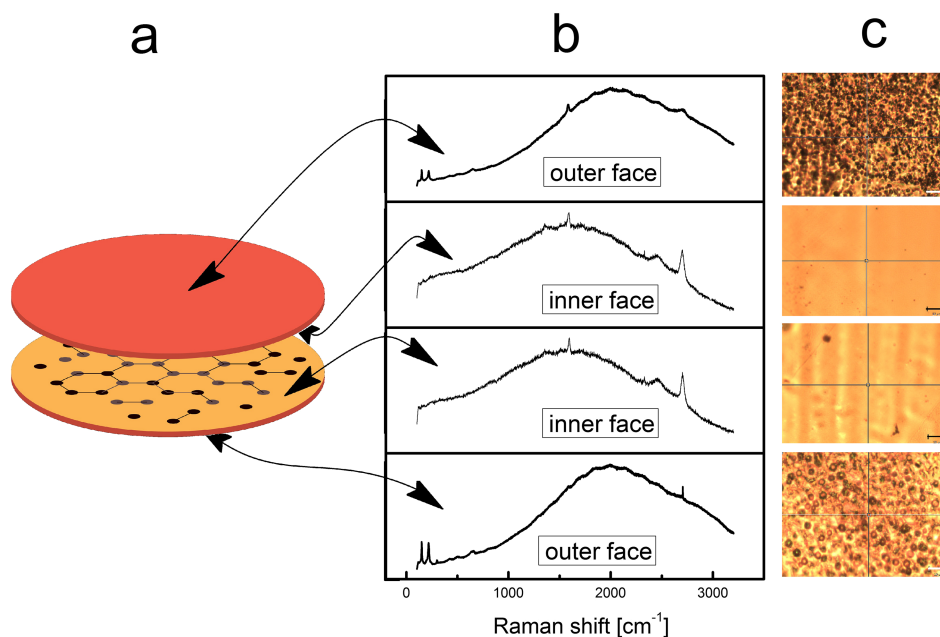 a
b
c
outer face
inner face
inner face
outer face
0
1000
2000
3000
Raman shift [cm⁻¹]